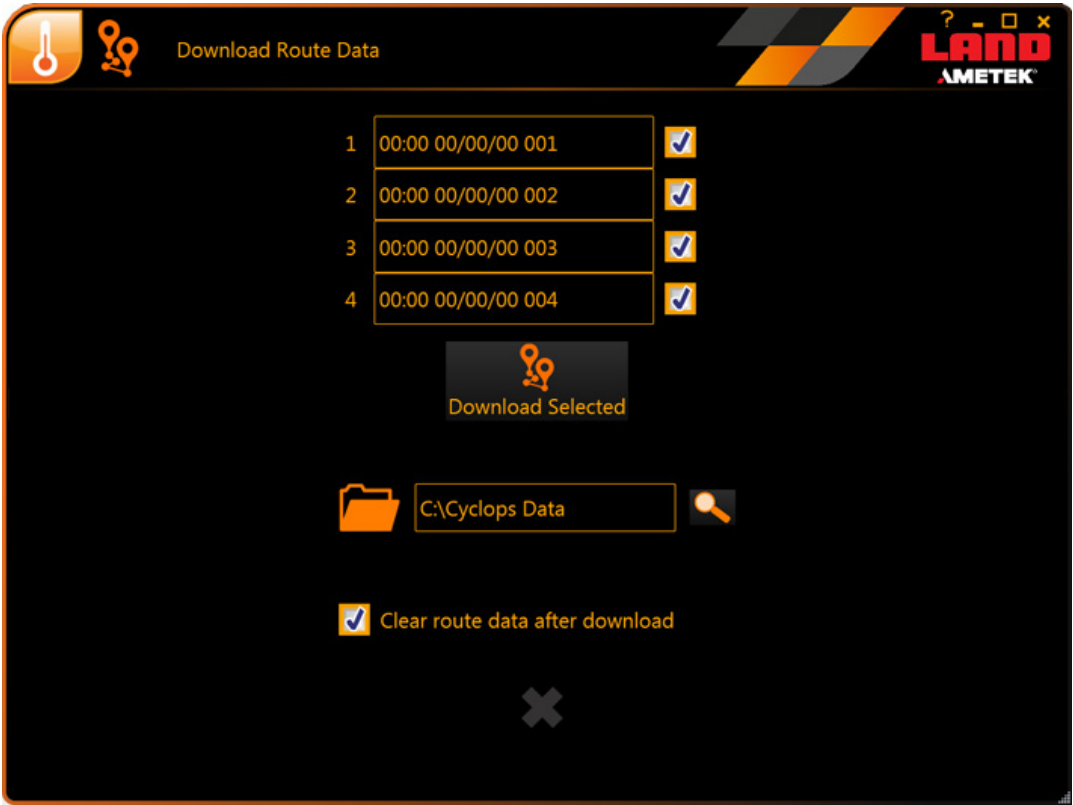 Download Route Data
?
LAND
AMETEK®
1 00:00 00/00/00 001
2 00:00 00/00/00 002
3 00:00 00/00/00 003
4 00:00 00/00/00 004
Download Selected
C:\Cyclops Data
Clear route data after download